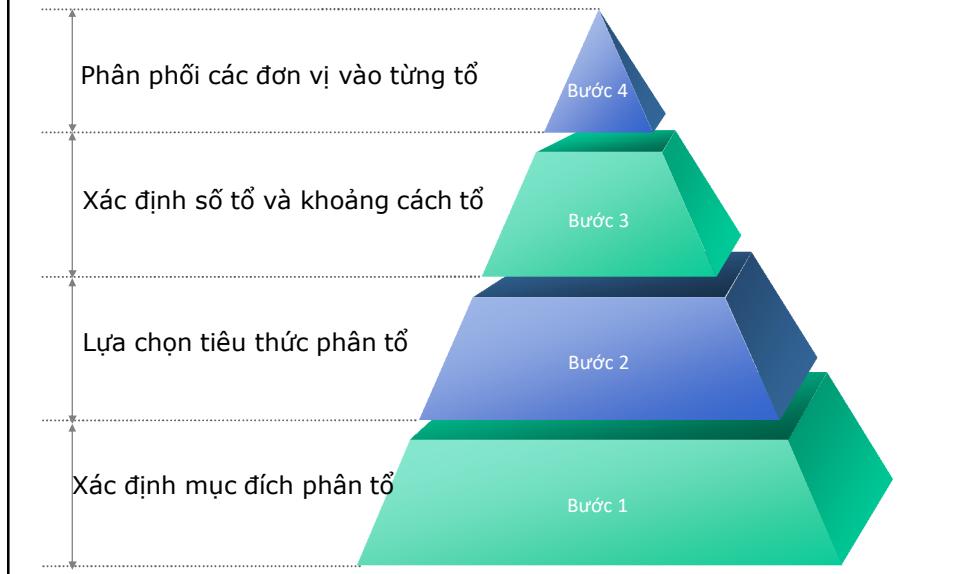 Phân phối các đơn vị vào từng tổ
Bước 4
Xác định số tổ và khoảng cách tổ
Bước 3
Lựa chọn tiêu thức phân tổ
Bước 2
Xác định mục đích phân tổ
Bước 1